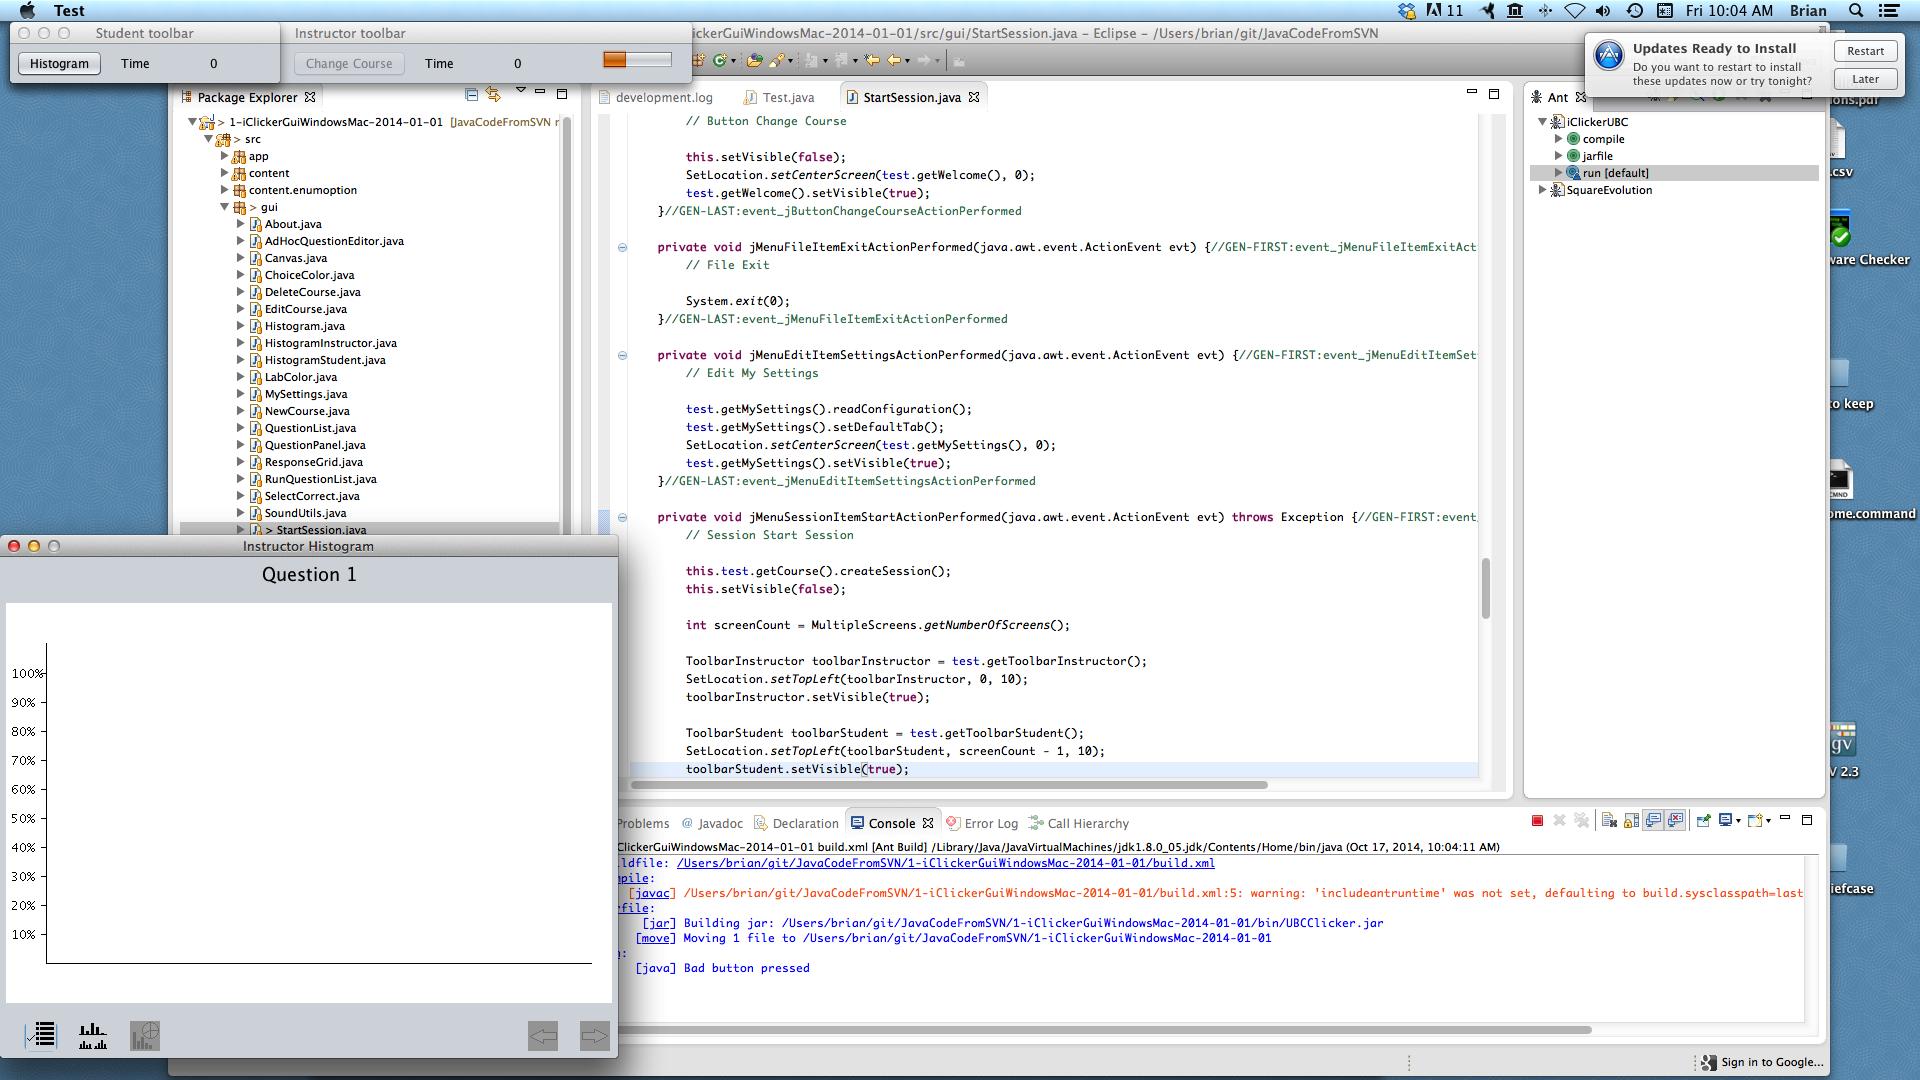 Test
11
Fri 10:04 AM
Brian
Student toolbar
Histogram
Time
0
Instructor toolbar
Change Course
Time
0
ClickerGuiWindowsMac-2014-01-01/src/gui/StartSession.java - Eclipse - /Users/brian/git/JavaCodeFromSVN
Updates Ready to Install
Do you want to restart to install
these updates now or try tonight?
Restart
Later
Package Explorer
> 1-iClickerGuiWindowsMac-2014-01-01 [JavaCodeFromSVN r
> src
app
content
content.enumoption
> gui
About.java
AdHocQuestionEditor.java
Canvas.java
ChoiceColor.java
DeleteCourse.java
EditCourse.java
Histogram.java
HistogramInstructor.java
HistogramStudent.java
LabColor.java
MySettings.java
NewCourse.java
QuestionList.java
QuestionPanel.java
ResponseGrid.java
RunQuestionList.java
SelectCorrect.java
SoundUtils.java
> StartSession.java
development.log
Test.java
StartSession.java
// Button Change Course
this.setVisible(false);
SetLocation.setCenterScreen(test.getWelcome(), 0);
test.getWelcome().setVisible(true);
}//GEN-LAST:event_jButtonChangeCourseActionPerformed
private void jMenuFileItemExitActionPerformed(java.awt.event.ActionEvent evt) {//GEN-FIRST:event_jMenuFileItemExitAct
// File Exit
System.exit(0);
}//GEN-LAST:event_jMenuFileItemExitActionPerformed
private void jMenuEditItemSettingsActionPerformed(java.awt.event.ActionEvent evt) {//GEN-FIRST:event_jMenuEditItemSet
// Edit My Settings
test.getMySettings().readConfiguration();
test.getMySettings().setDefaultTab();
SetLocation.setCenterScreen(test.getMySettings(), 0);
test.getMySettings().setVisible(true);
}//GEN-LAST:event_jMenuEditItemSettingsActionPerformed
private void jMenuSessionItemStartActionPerformed(java.awt.event.ActionEvent evt) throws Exception {//GEN-FIRST:event_
// Session Start Session
this.test.getCourse().createSession();
this.setVisible(false);
int screenCount = MultipleScreens.getNumberOfScreens();
ToolbarInstructor toolbarInstructor = test.getToolbarInstructor();
SetLocation.setTopLeft(toolbarInstructor, 0, 10);
toolbarInstructor.setVisible(true);
ToolbarStudent toolbarStudent = test.getToolbarStudent();
SetLocation.setTopLeft(toolbarStudent, screenCount - 1, 10);
toolbarStudent.setVisible(true);
Ant
iClickerUBC
compile
jarfile
run [default]
SquareEvolution
ons.pdf
.csv
ware Checker
to keep
CMND
ome.command
gv
V 2.3
iefcase
Instructor Histogram
Question 1
100%
90%
80%
70%
60%
50%
40%
30%
20%
10%
Problems
@ Javadoc
Declaration
Console
Error Log
Call Hierarchy
ClickerGuiWindowsMac-2014-01-01 build.xml [Ant Build] /Library/Java/JavaVirtualMachines/jdk1.8.0_05.jdk/Contents/Home/bin/java (Oct 17, 2014, 10:04:11 AM)
ldfile: /Users/brian/git/JavaCodeFromSVN/1-iClickerGuiWindowsMac-2014-01-01/build.xml
mpile:
[javac] /Users/brian/git/JavaCodeFromSVN/1-iClickerGuiWindowsMac-2014-01-01/build.xml:5: warning: 'includeantruntime' was not set, defaulting to build.sysclasspath=last
rfile:
[jar] Building jar: /Users/brian/git/JavaCodeFromSVN/1-iClickerGuiWindowsMac-2014-01-01/bin/UBCClicker.jar
[move] Moving 1 file to /Users/brian/git/JavaCodeFromSVN/1-iClickerGuiWindowsMac-2014-01-01
n:
[java] Bad button pressed
Sign in to Google...